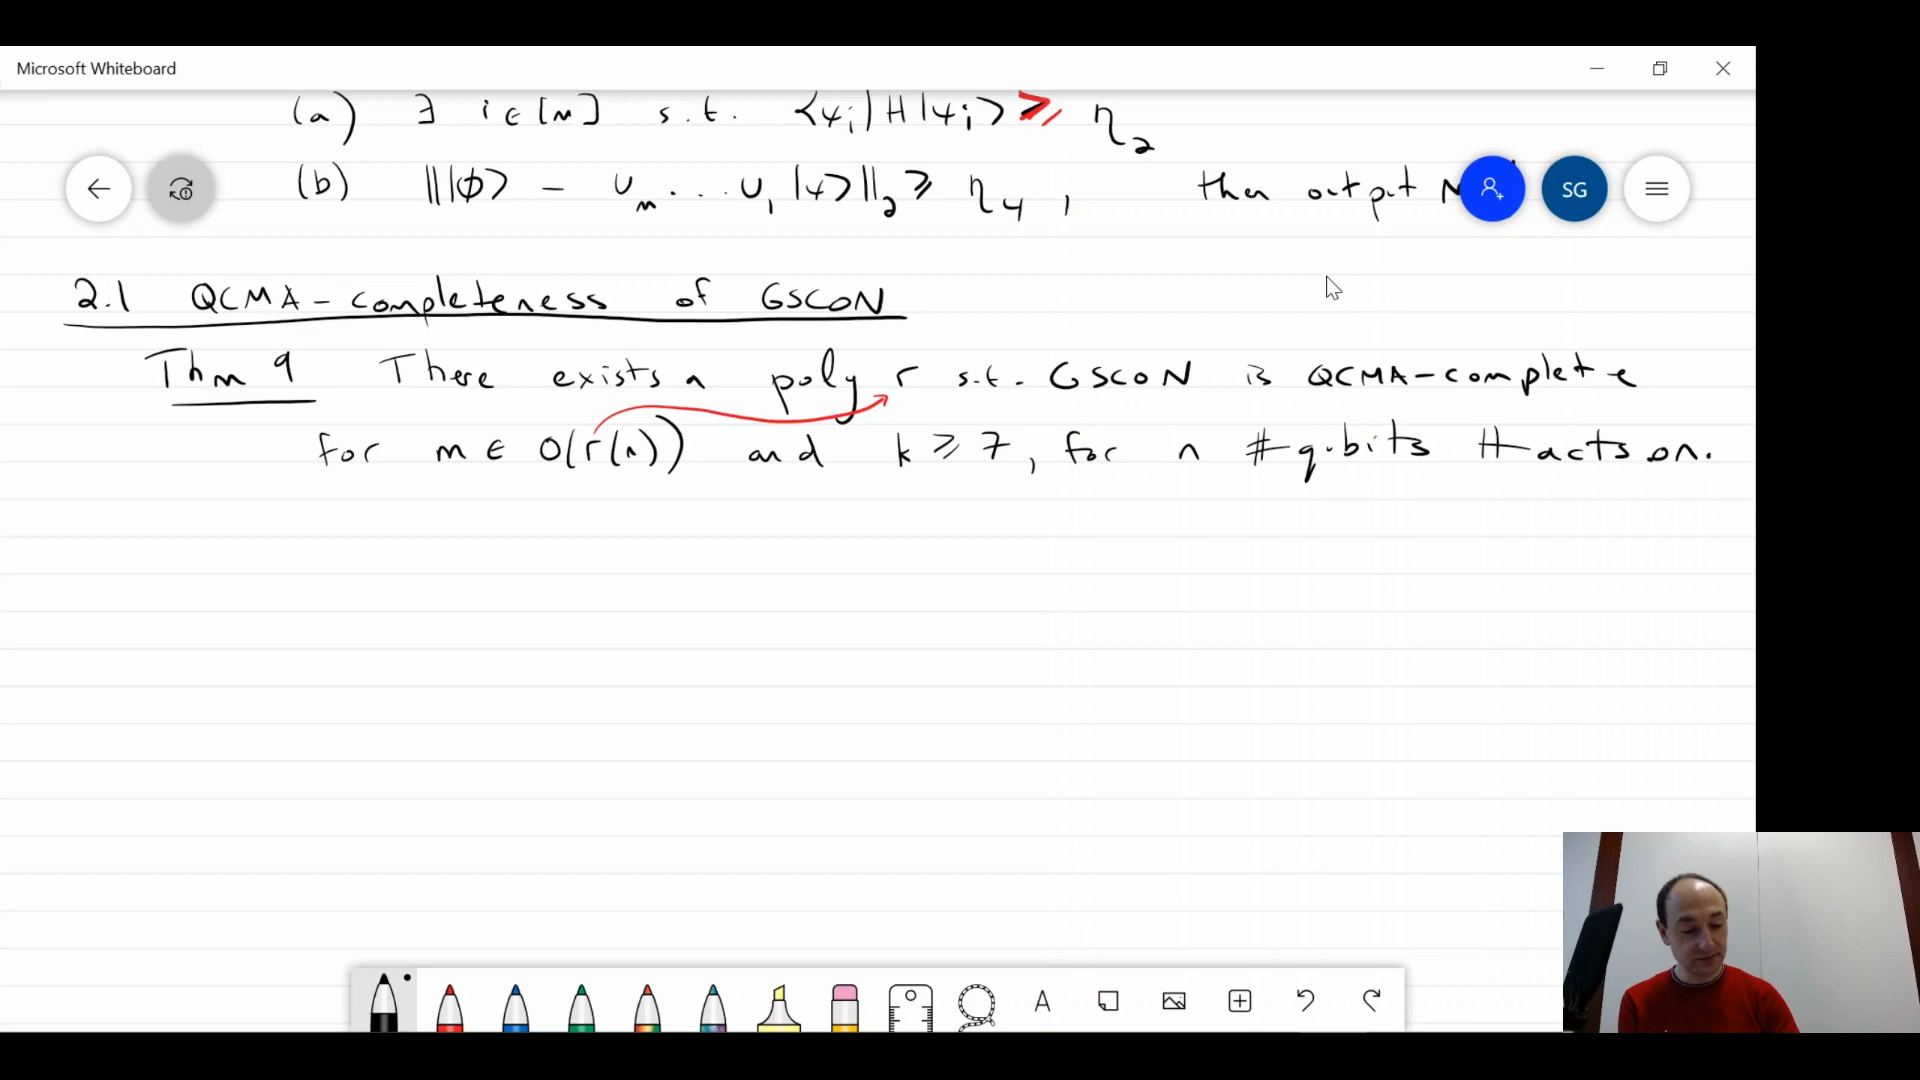 Microsoft Whiteboard
(a) ∃ i ∈ [m] s.t. ⟨ψᵢ|H|ψᵢ⟩ ≥ η₂
(b) || |ϕ⟩ - Uₘ...U₁|ψ⟩ ||₂ ≥ η₄, then output
SG
2.1 QCMA-completeness of GSCON
Thm 9 There exists a poly r s.t. GSCON is QCMA-complete
for m ∈ O(r(n)) and k ≥ 7, for n #qubits H acts on.